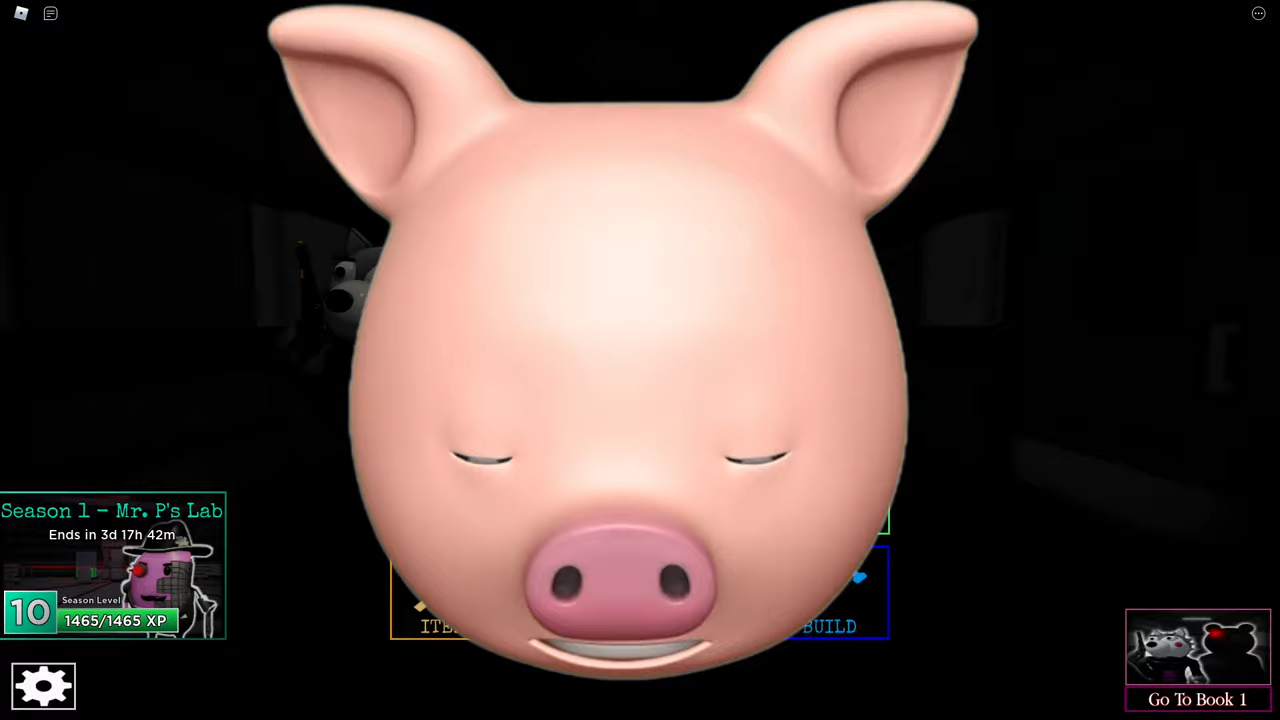 Season 1 - Mr. P's Lab
Ends in 3d 17h 42m
10
Season Level
1465/1465 XP
BUILD
Go To Book 1